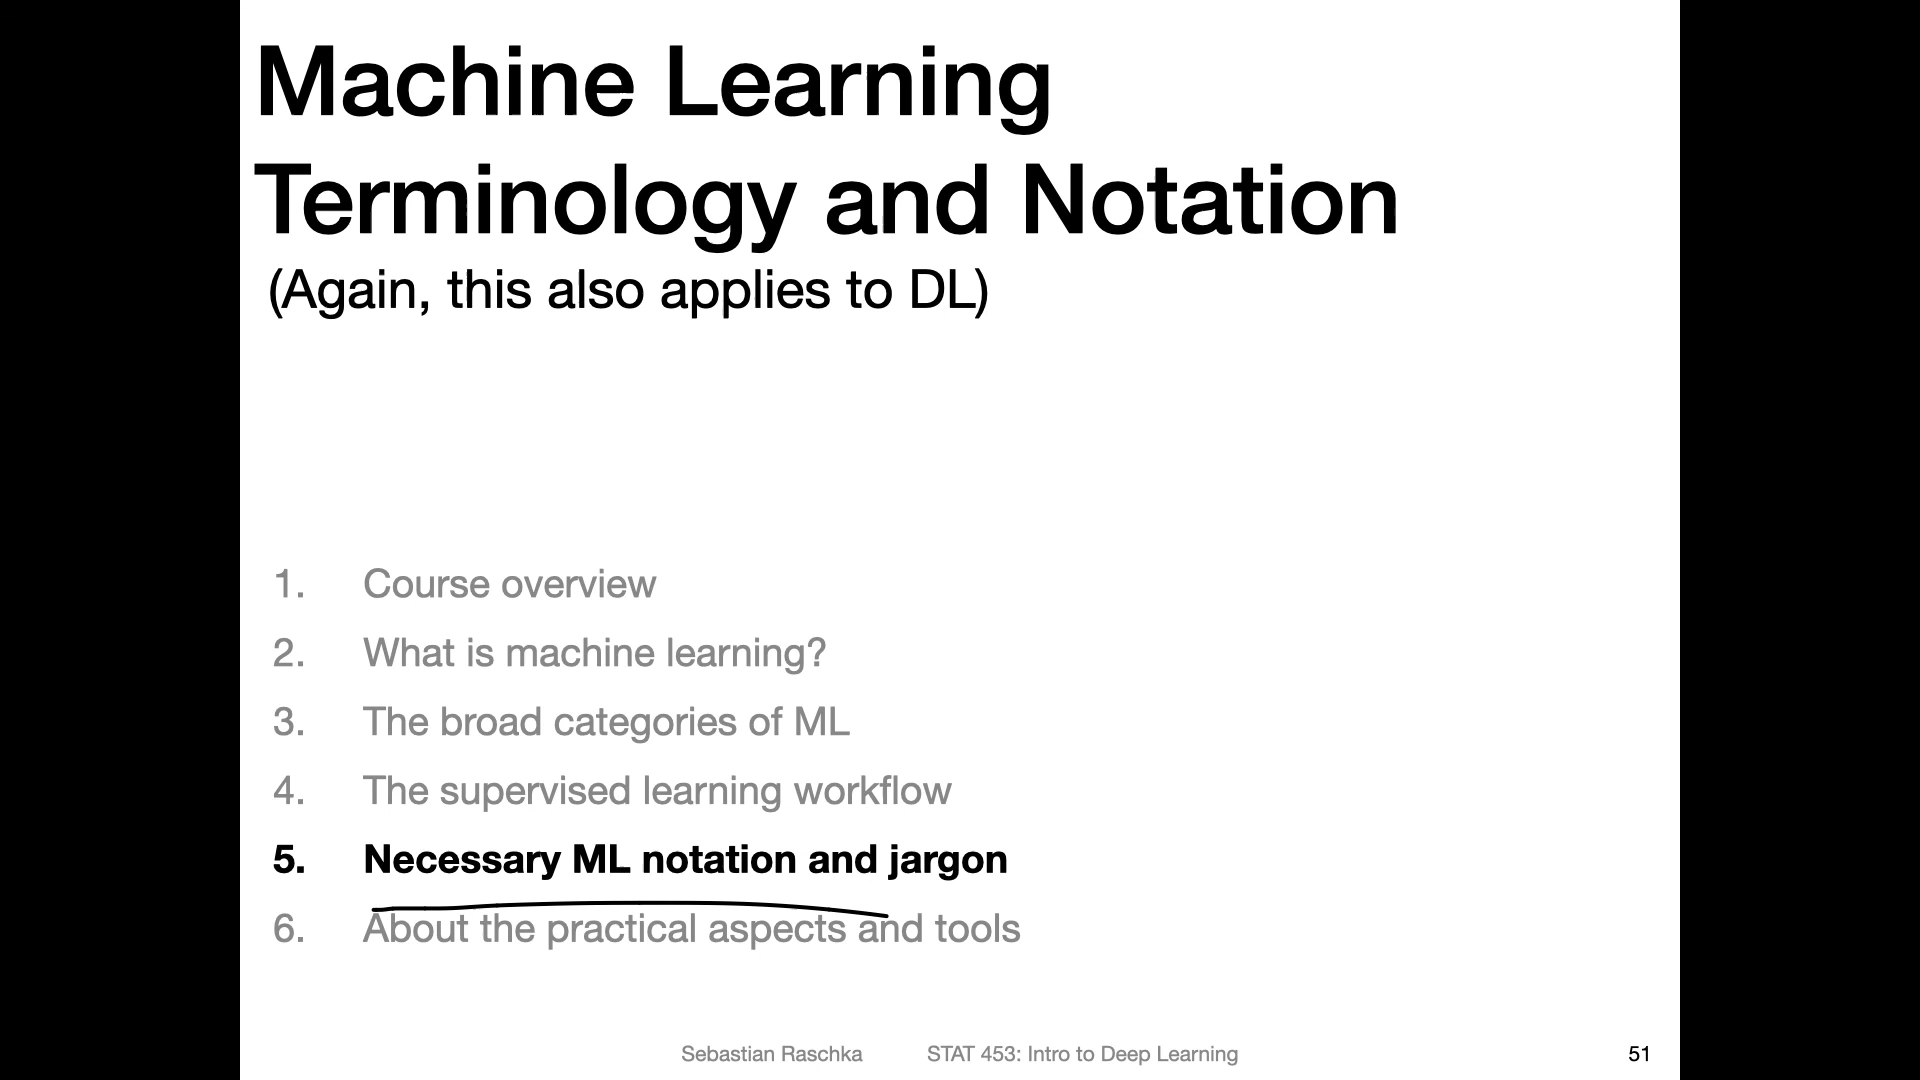 Machine Learning
Terminology and Notation
(Again, this also applies to DL)
1. Course overview
2. What is machine learning?
3. The broad categories of ML
4. The supervised learning workflow
5. Necessary ML notation and jargon
6. About the practical aspects and tools
Sebastian Raschka STAT 453: Intro to Deep Learning 51